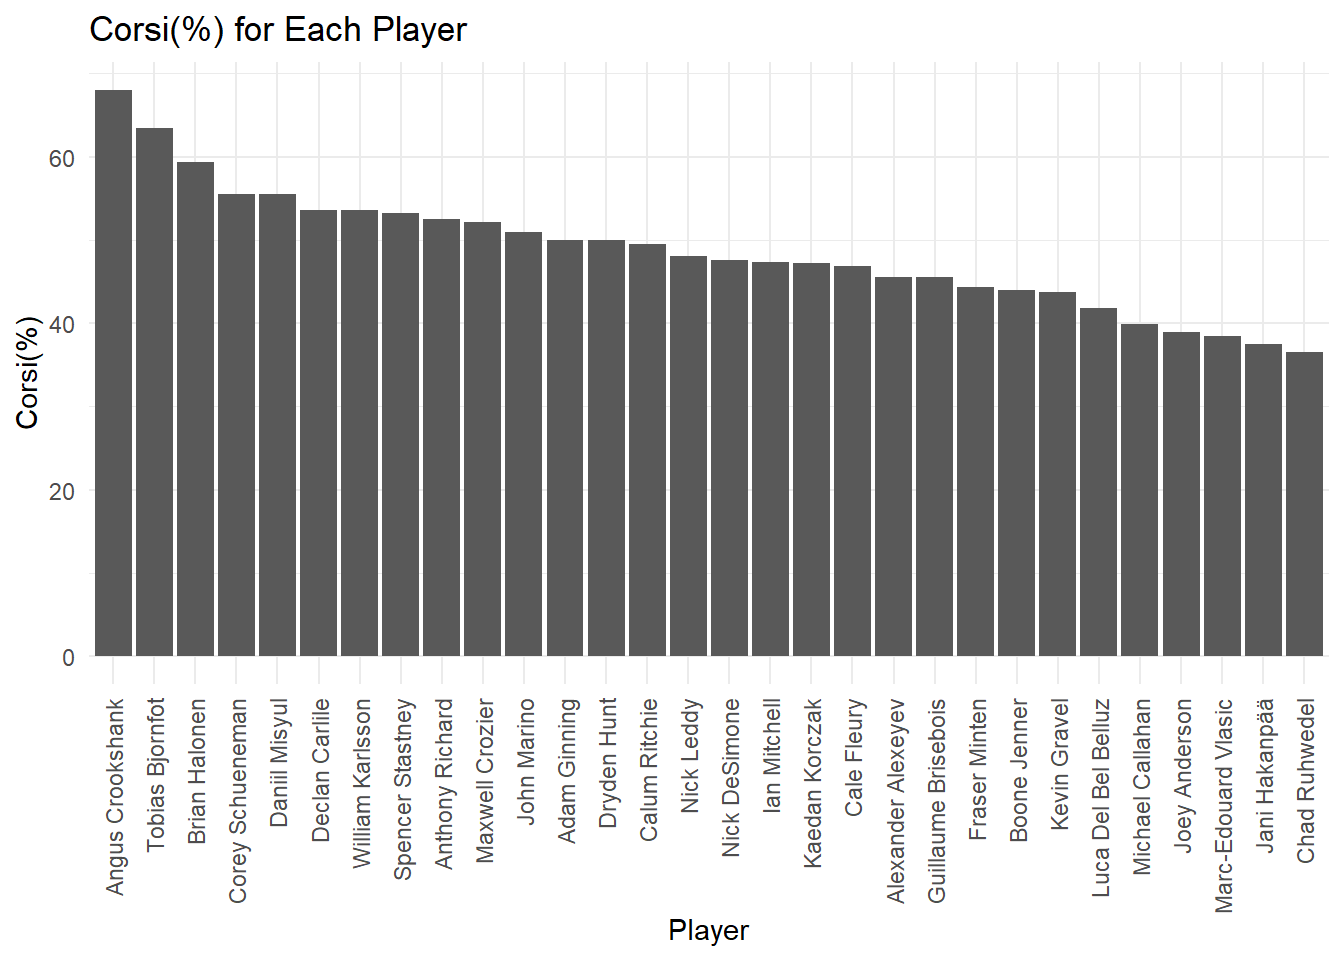 Corsi(%) for Each Player
60
40
20
0
Corsi(%)
Angus Crookshank
Tobias Bjornfot
Brian Halonen
Corey Schueneman
Daniil Misyul
Declan Carlile
William Karlsson
Spencer Stastney
Anthony Richard
Maxwell Crozier
John Marino
Adam Ginning
Dryden Hunt
Calum Ritchie
Nick Leddy
Nick DeSimone
Ian Mitchell
Kaedan Korczak
Cale Fleury
Alexander Alexeyev
Guillaume Brisebois
Fraser Minten
Boone Jenner
Kevin Gravel
Luca Del Bel Belluz
Michael Callahan
Joey Anderson
Marc-Edouard Vlasic
Jani Hakanpää
Chad Ruhwedel
Player